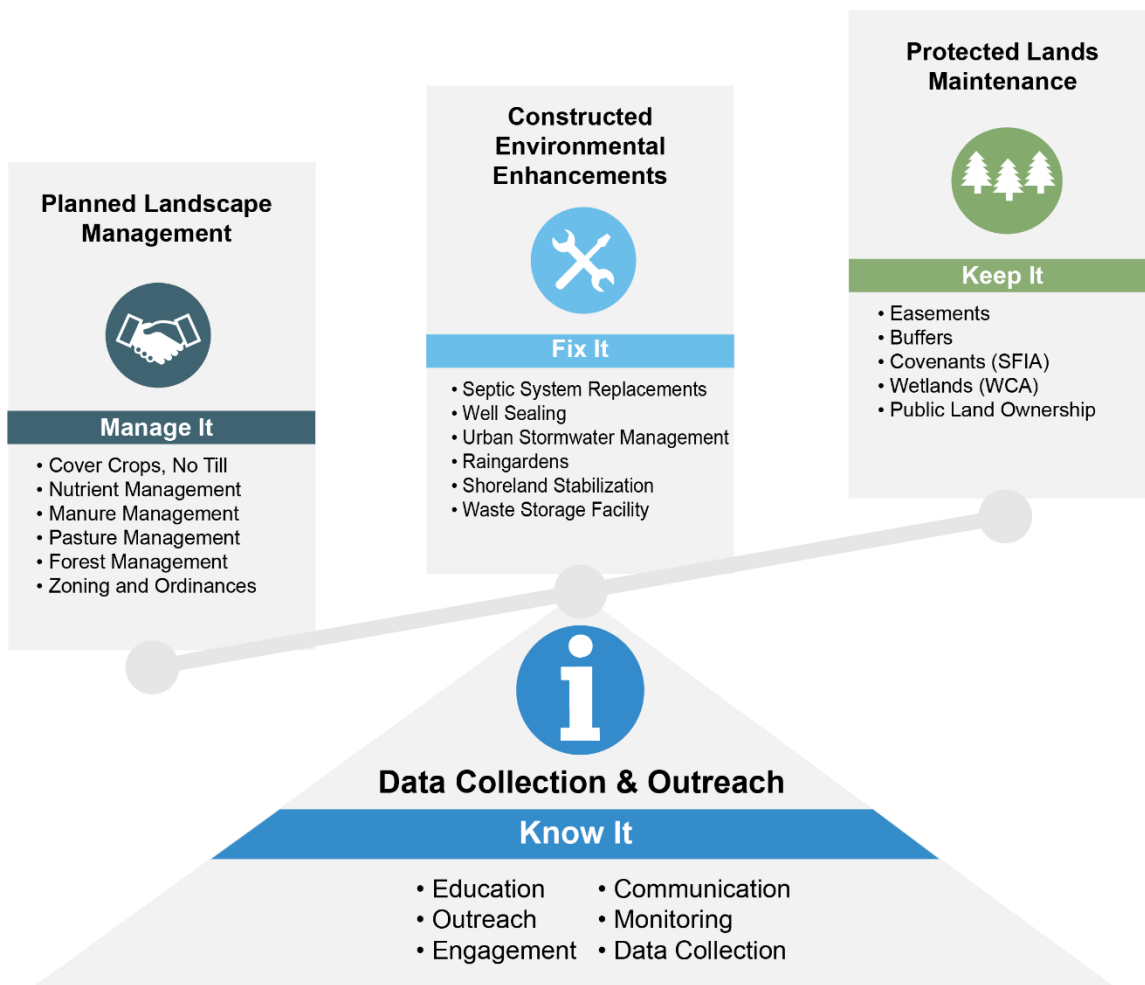 Planned Landscape
Management
Manage It
• Cover Crops, No Till
• Nutrient Management
• Manure Management
• Pasture Management
• Forest Management
• Zoning and Ordinances
Constructed
Environmental
Enhancements
Fix It
• Septic System Replacements
• Well Sealing
• Urban Stormwater Management
• Raingardens
• Shoreland Stabilization
• Waste Storage Facility
Protected Lands
Maintenance
Keep It
• Easements
• Buffers
• Covenants (SFIA)
• Wetlands (WCA)
• Public Land Ownership
i
Data Collection & Outreach
Know It
• Education
• Outreach
• Engagement
• Communication
• Monitoring
• Data Collection